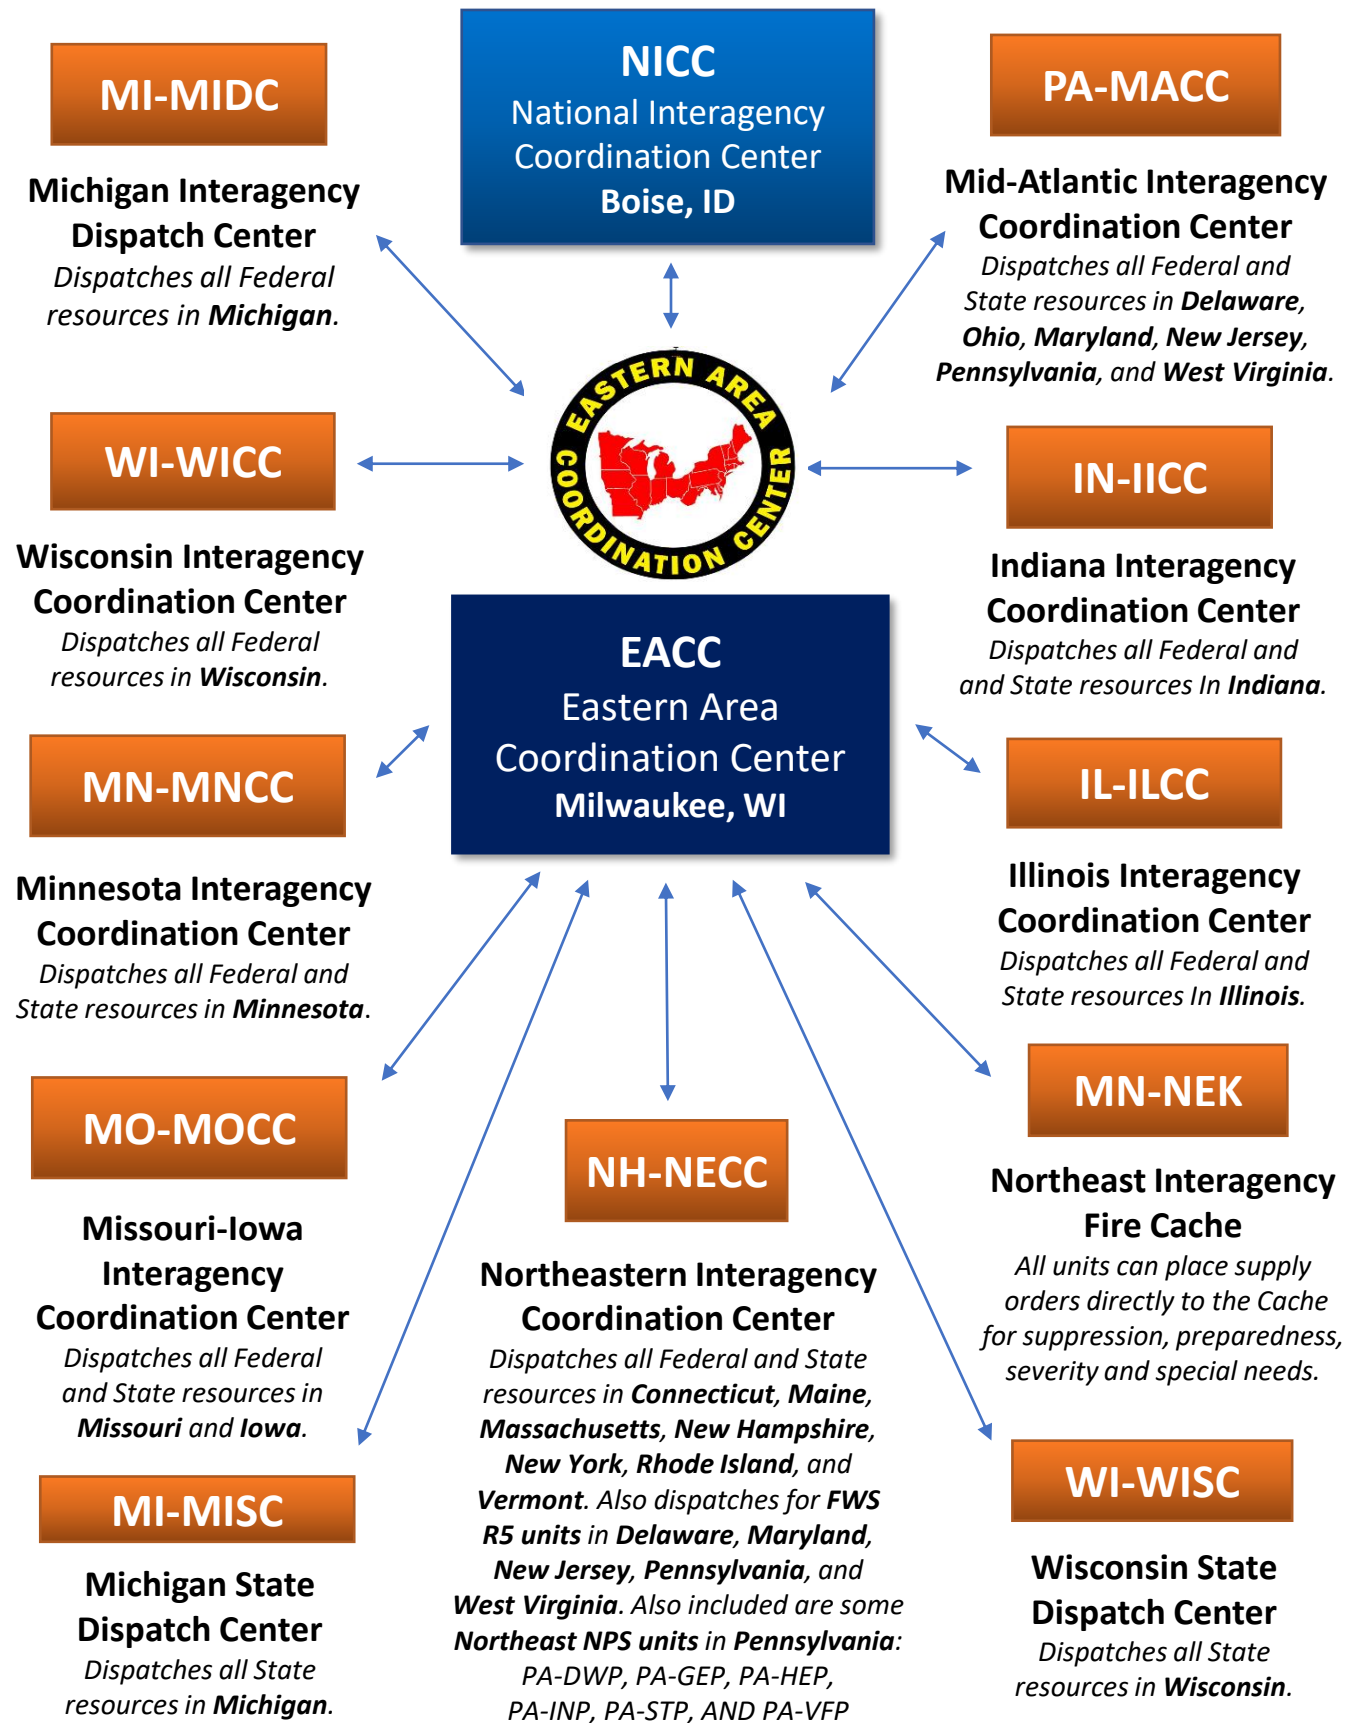 NICC
National Interagency
Coordination Center
Boise, ID
MI-MIDC
Michigan Interagency
Dispatch Center
Dispatches all Federal
resources in Michigan.
PA-MACC
Mid-Atlantic Interagency
Coordination Center
Dispatches all Federal and
State resources in Delaware,
Ohio, Maryland, New Jersey,
Pennsylvania, and West Virginia.
EASTERN AREA
COORDINATION CENTER
WI-WICC
Wisconsin Interagency
Coordination Center
Dispatches all Federal
resources in Wisconsin.
IN-IICC
Indiana Interagency
Coordination Center
Dispatches all Federal and
and State resources In Indiana.
EACC
Eastern Area
Coordination Center
Milwaukee, WI
MN-MNCC
Minnesota Interagency
Coordination Center
Dispatches all Federal and
State resources in Minnesota.
IL-ILCC
Illinois Interagency
Coordination Center
Dispatches all Federal and
State resources In Illinois.
MO-MOCC
Missouri-Iowa
Interagency
Coordination Center
Dispatches all Federal
and State resources in
Missouri and Iowa.
MN-NEK
Northeast Interagency
Fire Cache
All units can place supply
orders directly to the Cache
for suppression, preparedness,
severity and special needs.
NH-NECC
Northeastern Interagency
Coordination Center
Dispatches all Federal and State
resources in Connecticut, Maine,
Massachusetts, New Hampshire,
New York, Rhode Island, and
Vermont. Also dispatches for FWS
R5 units in Delaware, Maryland,
New Jersey, Pennsylvania, and
West Virginia. Also included are some
Northeast NPS units in Pennsylvania:
PA-DWP, PA-GEP, PA-HEP,
PA-INP, PA-STP, AND PA-VFP
MI-MISC
Michigan State
Dispatch Center
Dispatches all State
resources in Michigan.
WI-WISC
Wisconsin State
Dispatch Center
Dispatches all State
resources in Wisconsin.